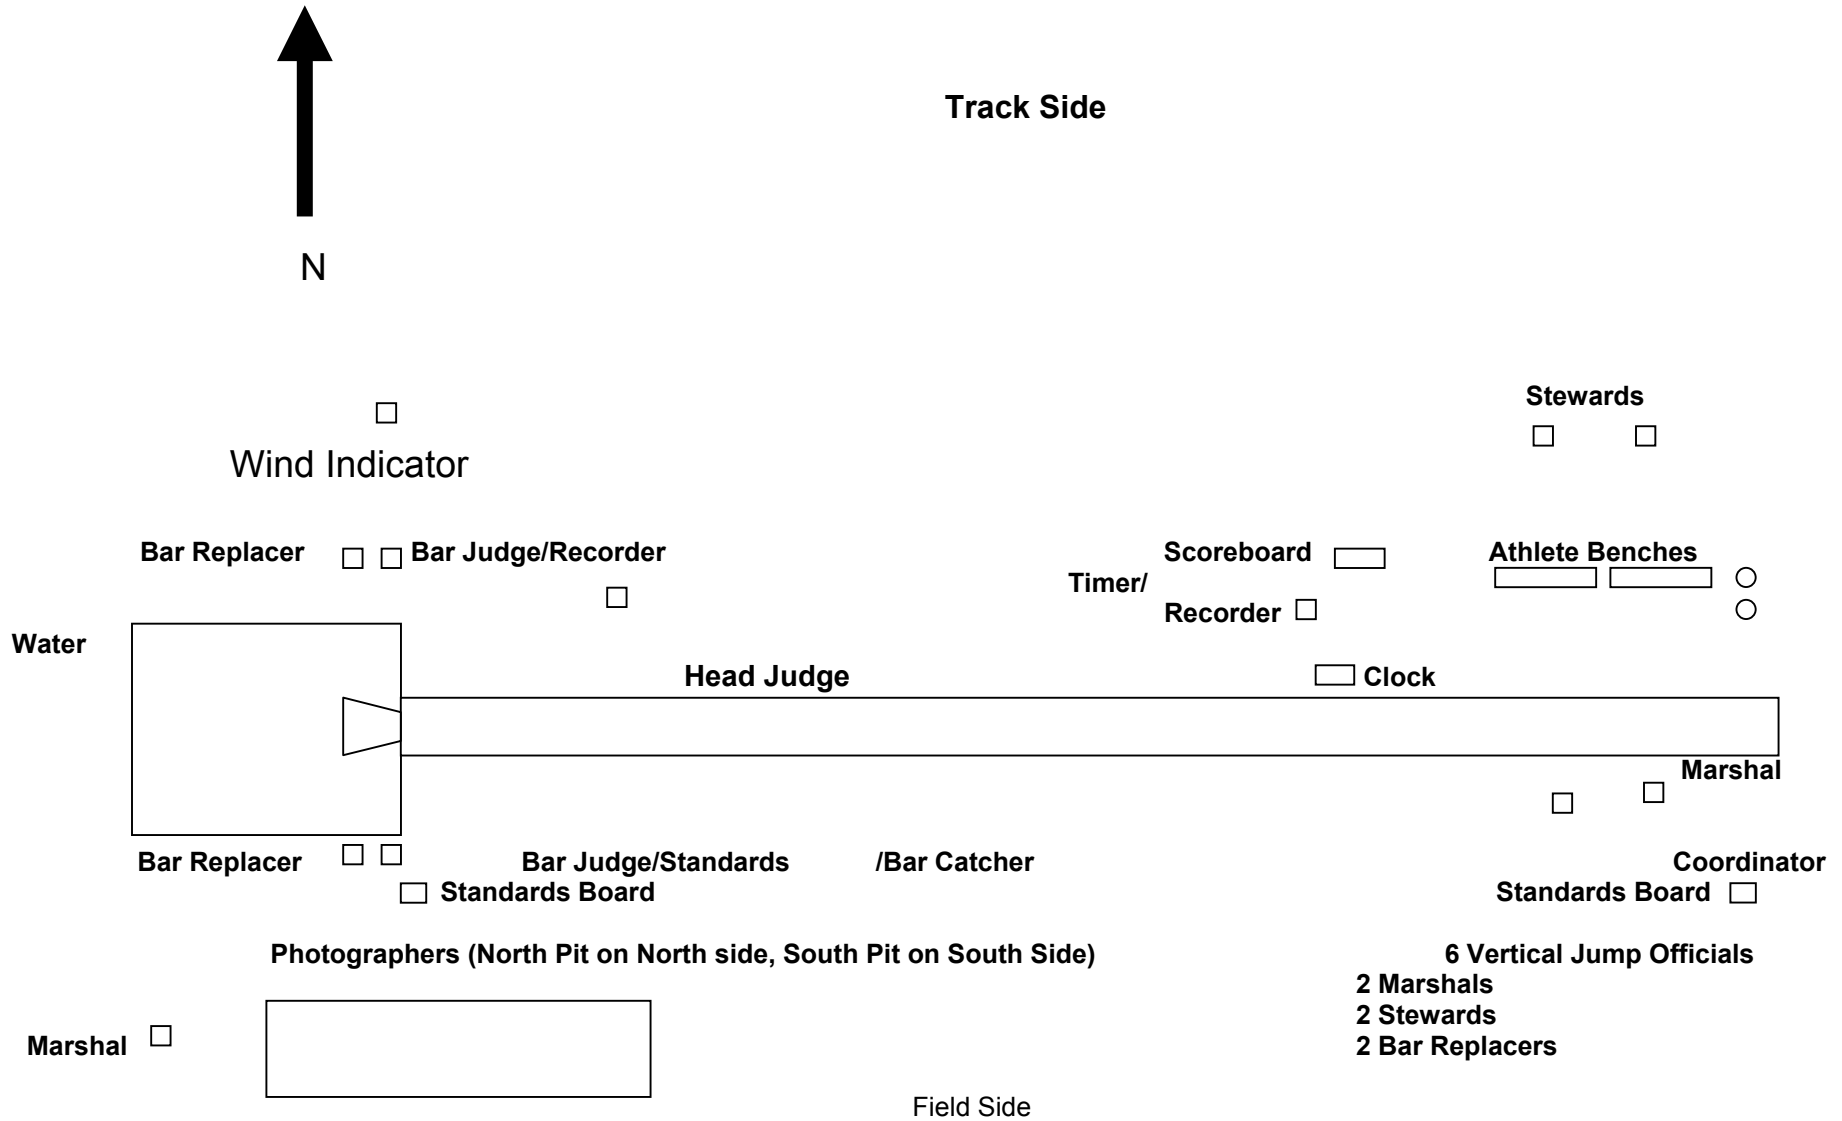 Track Side
N
Stewards
Wind Indicator
Bar Replacer
Bar Judge/Recorder
Scoreboard
Athlete Benches
Timer/
Recorder
Water
Head Judge
Clock
Marshal
Bar Replacer
Bar Judge/Standards
/Bar Catcher
Coordinator
Standards Board
Standards Board
Photographers (North Pit on North side, South Pit on South Side)
6 Vertical Jump Officials
2 Marshals
2 Stewards
2 Bar Replacers
Marshal
Field Side